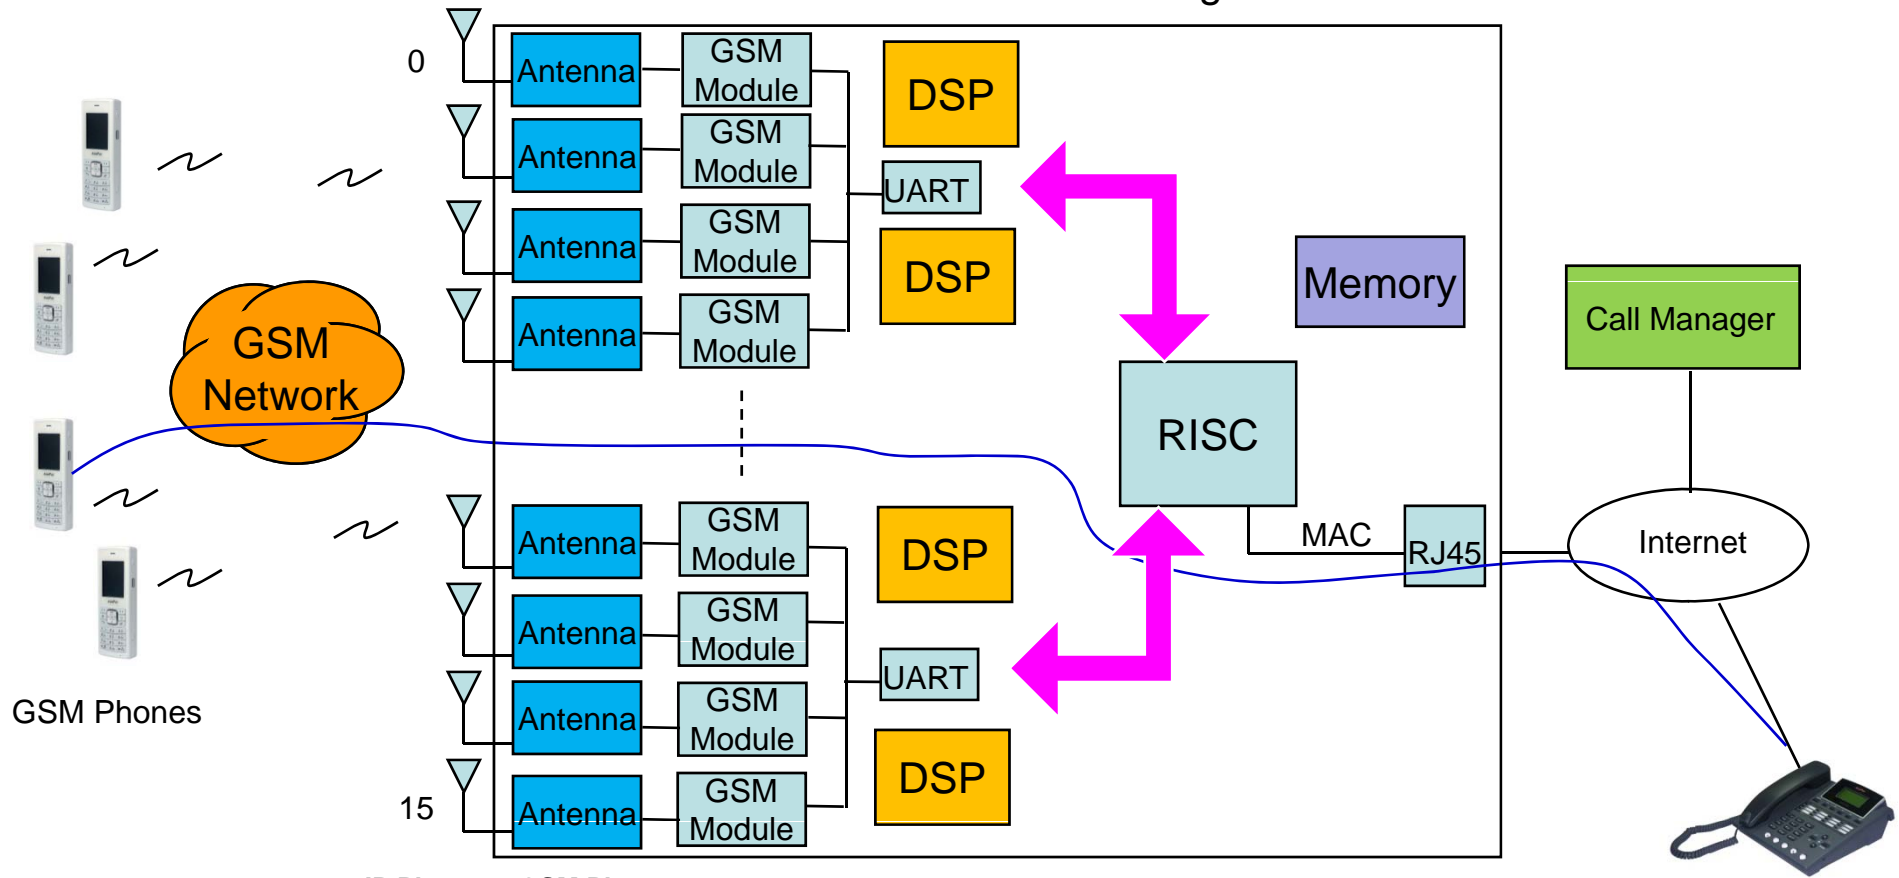 0
Antenna
GSM
Module
DSP
Antenna
GSM
Module
UART
Antenna
GSM
Module
DSP
Antenna
GSM
Module
Memory
Call Manager
GSM
Network
RISC
Antenna
GSM
Module
DSP
MAC
RJ45
Internet
Antenna
GSM
Module
UART
Antenna
GSM
Module
GSM Phones
15
Antenna
GSM
Module
DSP